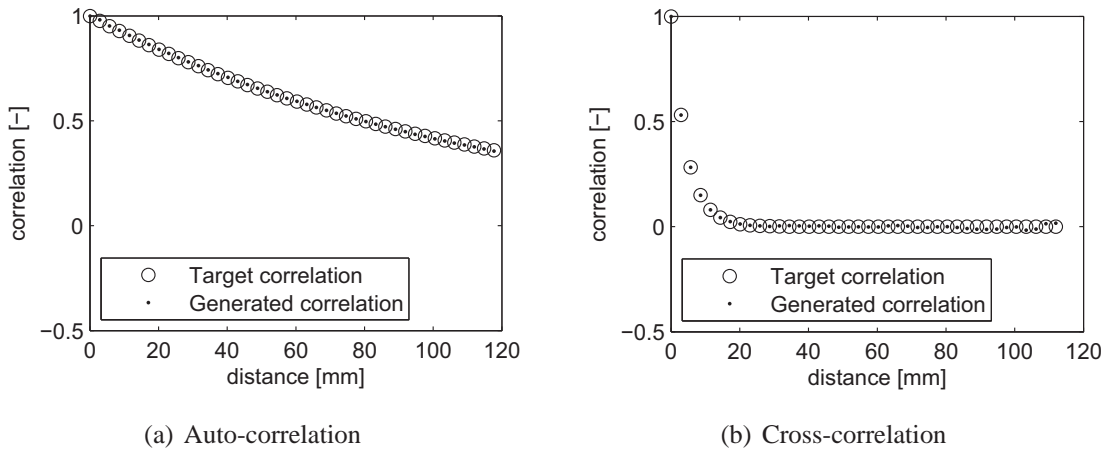 1
0.5
0
−0.5
correlation [−]
0 20 40 60 80 100 120
distance [mm]
Target correlation
Generated correlation
(a) Auto-correlation
1
0.5
0
−0.5
correlation [−]
0 20 40 60 80 100 120
distance [mm]
Target correlation
Generated correlation
(b) Cross-correlation